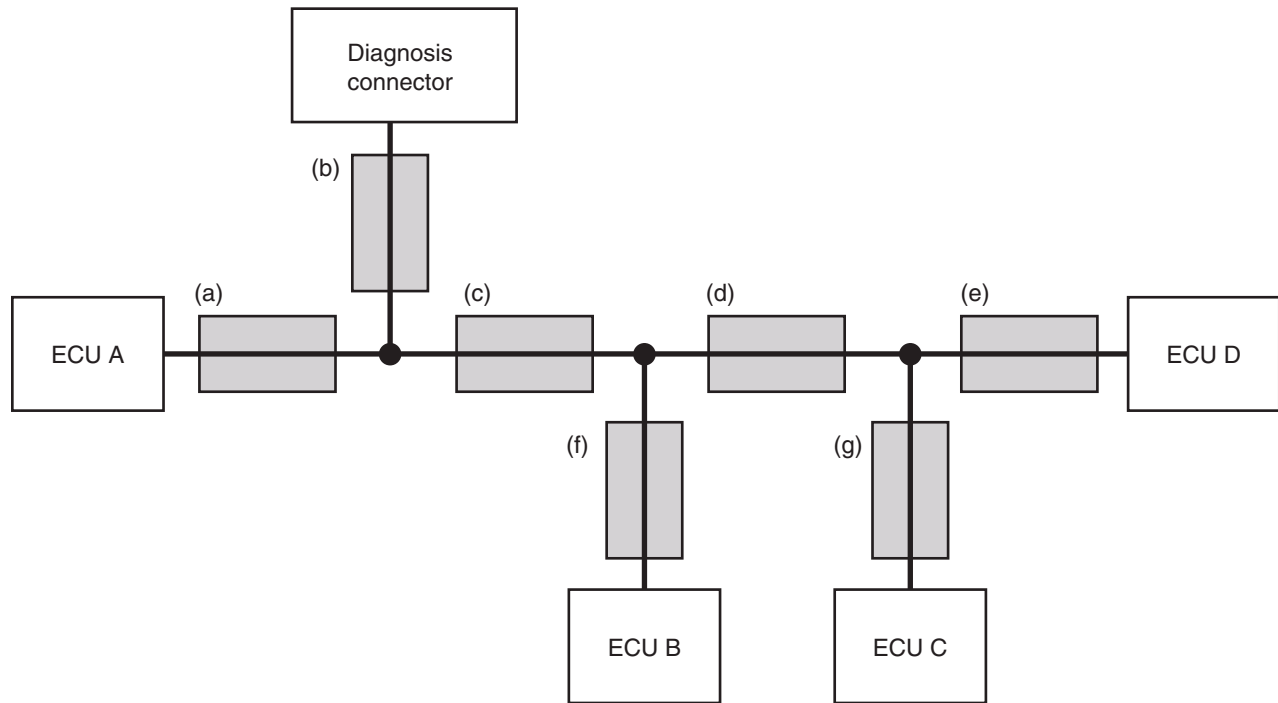 Diagnosis
connector
(b)
(a)
(c)
(d)
(e)
ECU A
ECU D
(f)
(g)
ECU B
ECU C